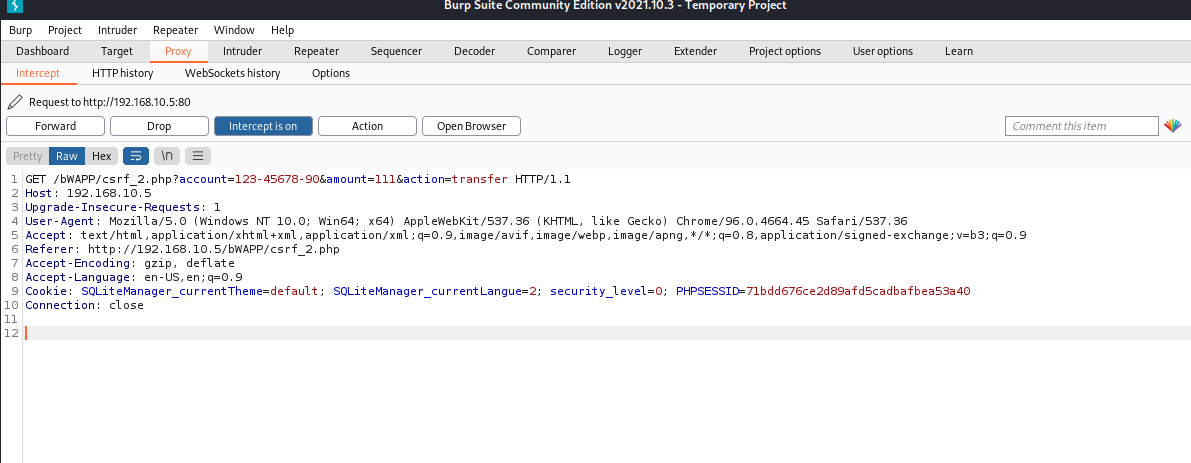 Burp Suite Community Edition v2021.10.3 - Temporary Project
Burp Project Intruder Repeater Window Help
Dashboard Target Proxy Intruder Repeater Sequencer Decoder Comparer Logger Extender Project options User options Learn
Intercept HTTP history WebSockets history Options
Request to http://192.168.10.5:80
Forward Drop Intercept is on Action Open Browser Comment this item
Pretty Raw Hex \n
1 GET /bWAPP/csrf_2.php?account=123-45678-90&amount=111&action=transfer HTTP/1.1
2 Host: 192.168.10.5
3 Upgrade-Insecure-Requests: 1
4 User-Agent: Mozilla/5.0 (Windows NT 10.0; Win64; x64) AppleWebKit/537.36 (KHTML, like Gecko) Chrome/96.0.4664.45 Safari/537.36
5 Accept: text/html,application/xhtml+xml,application/xml;q=0.9,image/avif,image/webp,image/apng,*/*;q=0.8,application/signed-exchange;v=b3;q=0.9
6 Referer: http://192.168.10.5/bWAPP/csrf_2.php
7 Accept-Encoding: gzip, deflate
8 Accept-Language: en-US,en;q=0.9
9 Cookie: SQLiteManager_currentTheme=default; SQLiteManager_currentLangue=2; security_level=0; PHPSESSID=71bdd676ce2d89afd5cadbafbea53a40
10 Connection: close
11
12